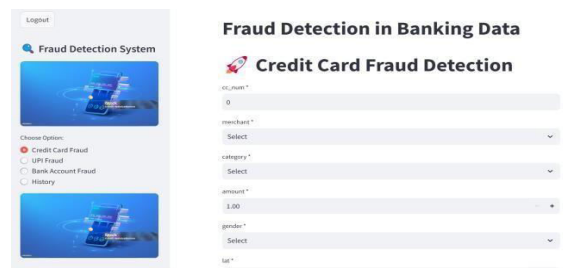 Logout
Fraud Detection System
Choose Option:
Credit Card Fraud
UPI Fraud
Bank Account Fraud
History
Fraud Detection in Banking Data
Credit Card Fraud Detection
cc_num *
0
merchant *
Select
category *
Select
amount *
1.00
- +
gender *
Select
lat *